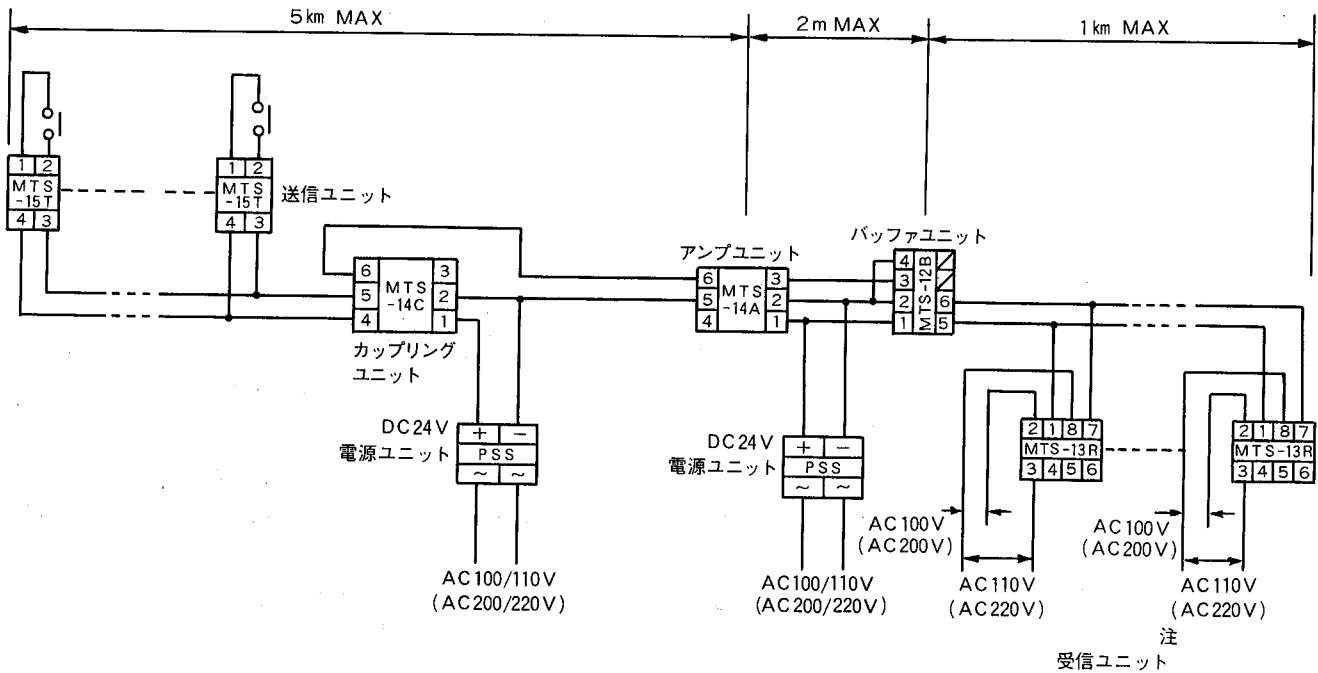 5km MAX
2m MAX
1km MAX
1 2
MTS
-15T
4 3
1 2
MTS
-15T
4 3
送信ユニット
6 3
5 MTS 2
-14C
4 1
カップリング
ユニット
アンプユニット
6 3
5 MTS 2
-14A
4 1
バッファユニット
4
3
2 6
1 5
MTS-12B
DC24V
電源ユニット
+ -
PSS
~ ~
AC100/110V
(AC200/220V)
DC24V
電源ユニット
+ -
PSS
~ ~
AC100/110V
(AC200/220V)
2 1 8 7
MTS-13R
3 4 5 6
AC100V
(AC200V)
AC110V
(AC220V)
2 1 8 7
MTS-13R
3 4 5 6
AC100V
(AC200V)
AC110V
(AC220V)
注
受信ユニット